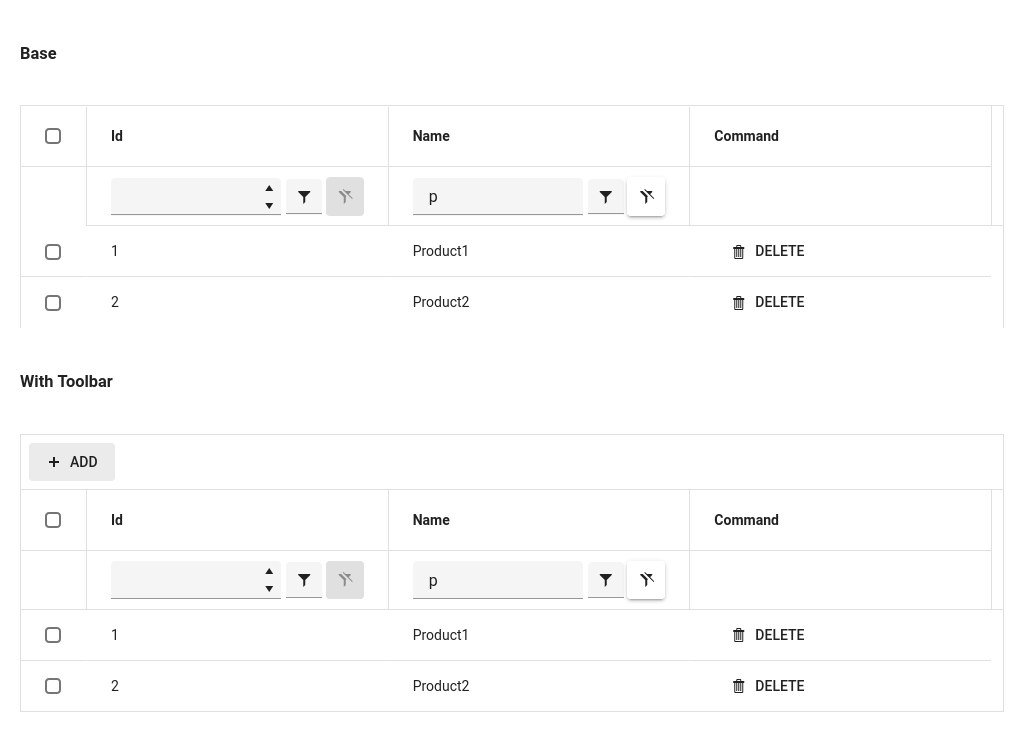 Base
Id Name Command
p
1 Product1 DELETE
2 Product2 DELETE
With Toolbar
ADD
Id Name Command
p
1 Product1 DELETE
2 Product2 DELETE